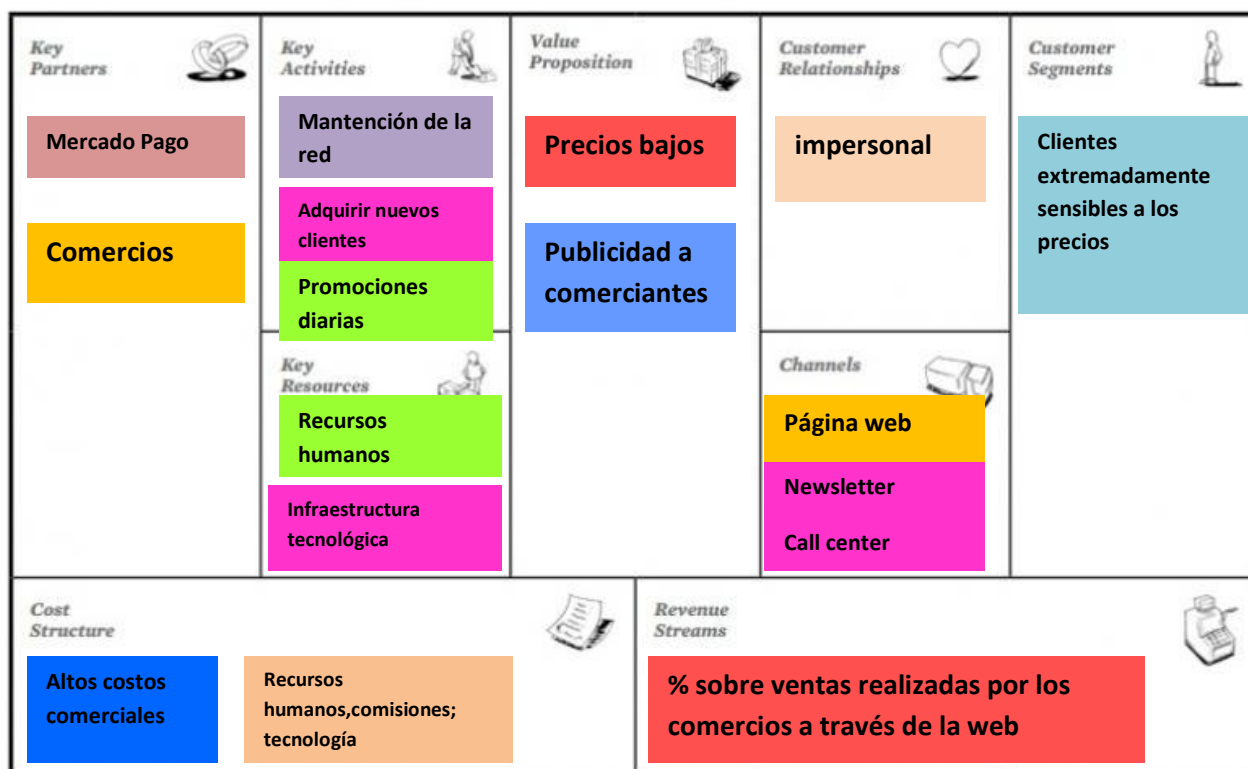 Key
Partners
Mercado Pago
Comercios
Key
Activities
Mantención de la
red
Adquirir nuevos
clientes
Promociones
diarias
Key
Resources
Recursos
humanos
Infraestructura
tecnológica
Value
Proposition
Precios bajos
Publicidad a
comerciantes
Customer
Relationships
impersonal
Channels
Página web
Newsletter
Call center
Customer
Segments
Clientes
extremadamente
sensibles a los
precios
Cost
Structure
Altos costos
comerciales
Recursos
humanos,comisiones;
tecnología
Revenue
Streams
% sobre ventas realizadas por los
comercios a través de la web